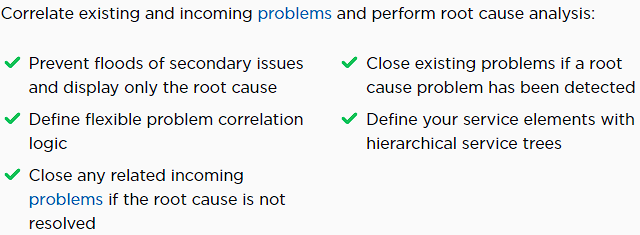 Correlate existing and incoming problems and perform root cause analysis:
Prevent floods of secondary issues
and display only the root cause
Define flexible problem correlation
logic
Close any related incoming
problems if the root cause is not
resolved
Close existing problems if a root
cause problem has been detected
Define your service elements with
hierarchical service trees